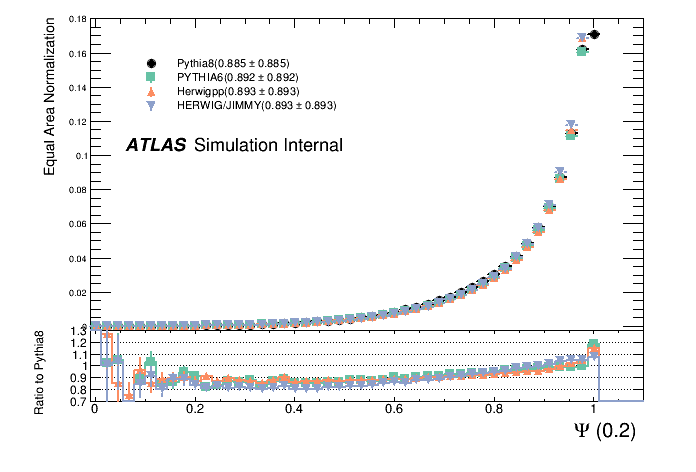 Equal Area Normalization
0.18
0.16
0.14
0.12
0.1
0.08
0.06
0.04
0.02
Pythia8(0.885 ± 0.885)
PYTHIA6(0.892 ± 0.892)
Herwigpp(0.893 ± 0.893)
HERWIG/JIMMY(0.893 ± 0.893)
ATLAS Simulation Internal
Ratio to Pythia8
1.3
1.2
1.1
1
0.9
0.8
0.7
0 0.2 0.4 0.6 0.8 1
Ψ (0.2)